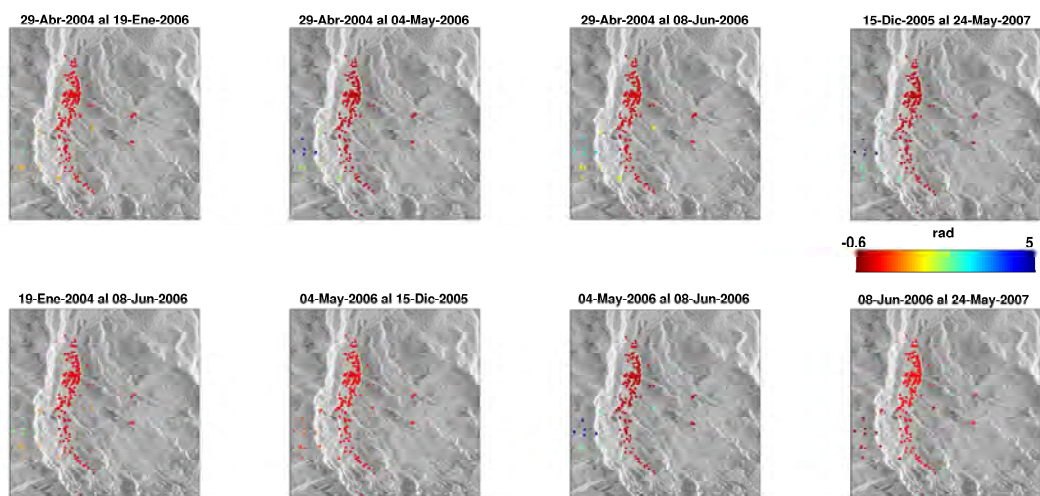 29-Abr-2004 al 19-Ene-2006
29-Abr-2004 al 04-May-2006
29-Abr-2004 al 08-Jun-2006
15-Dic-2005 al 24-May-2007
rad
-0.6
5
19-Ene-2004 al 08-Jun-2006
04-May-2006 al 15-Dic-2005
04-May-2006 al 08-Jun-2006
08-Jun-2006 al 24-May-2007